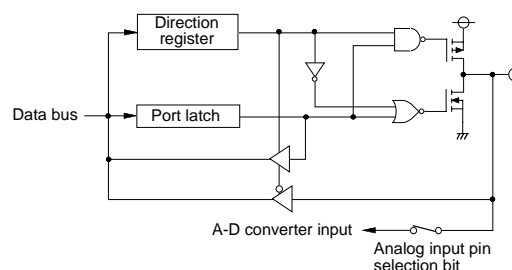 Direction
register
Data bus
Port latch
A-D converter input
Analog input pin
selection bit